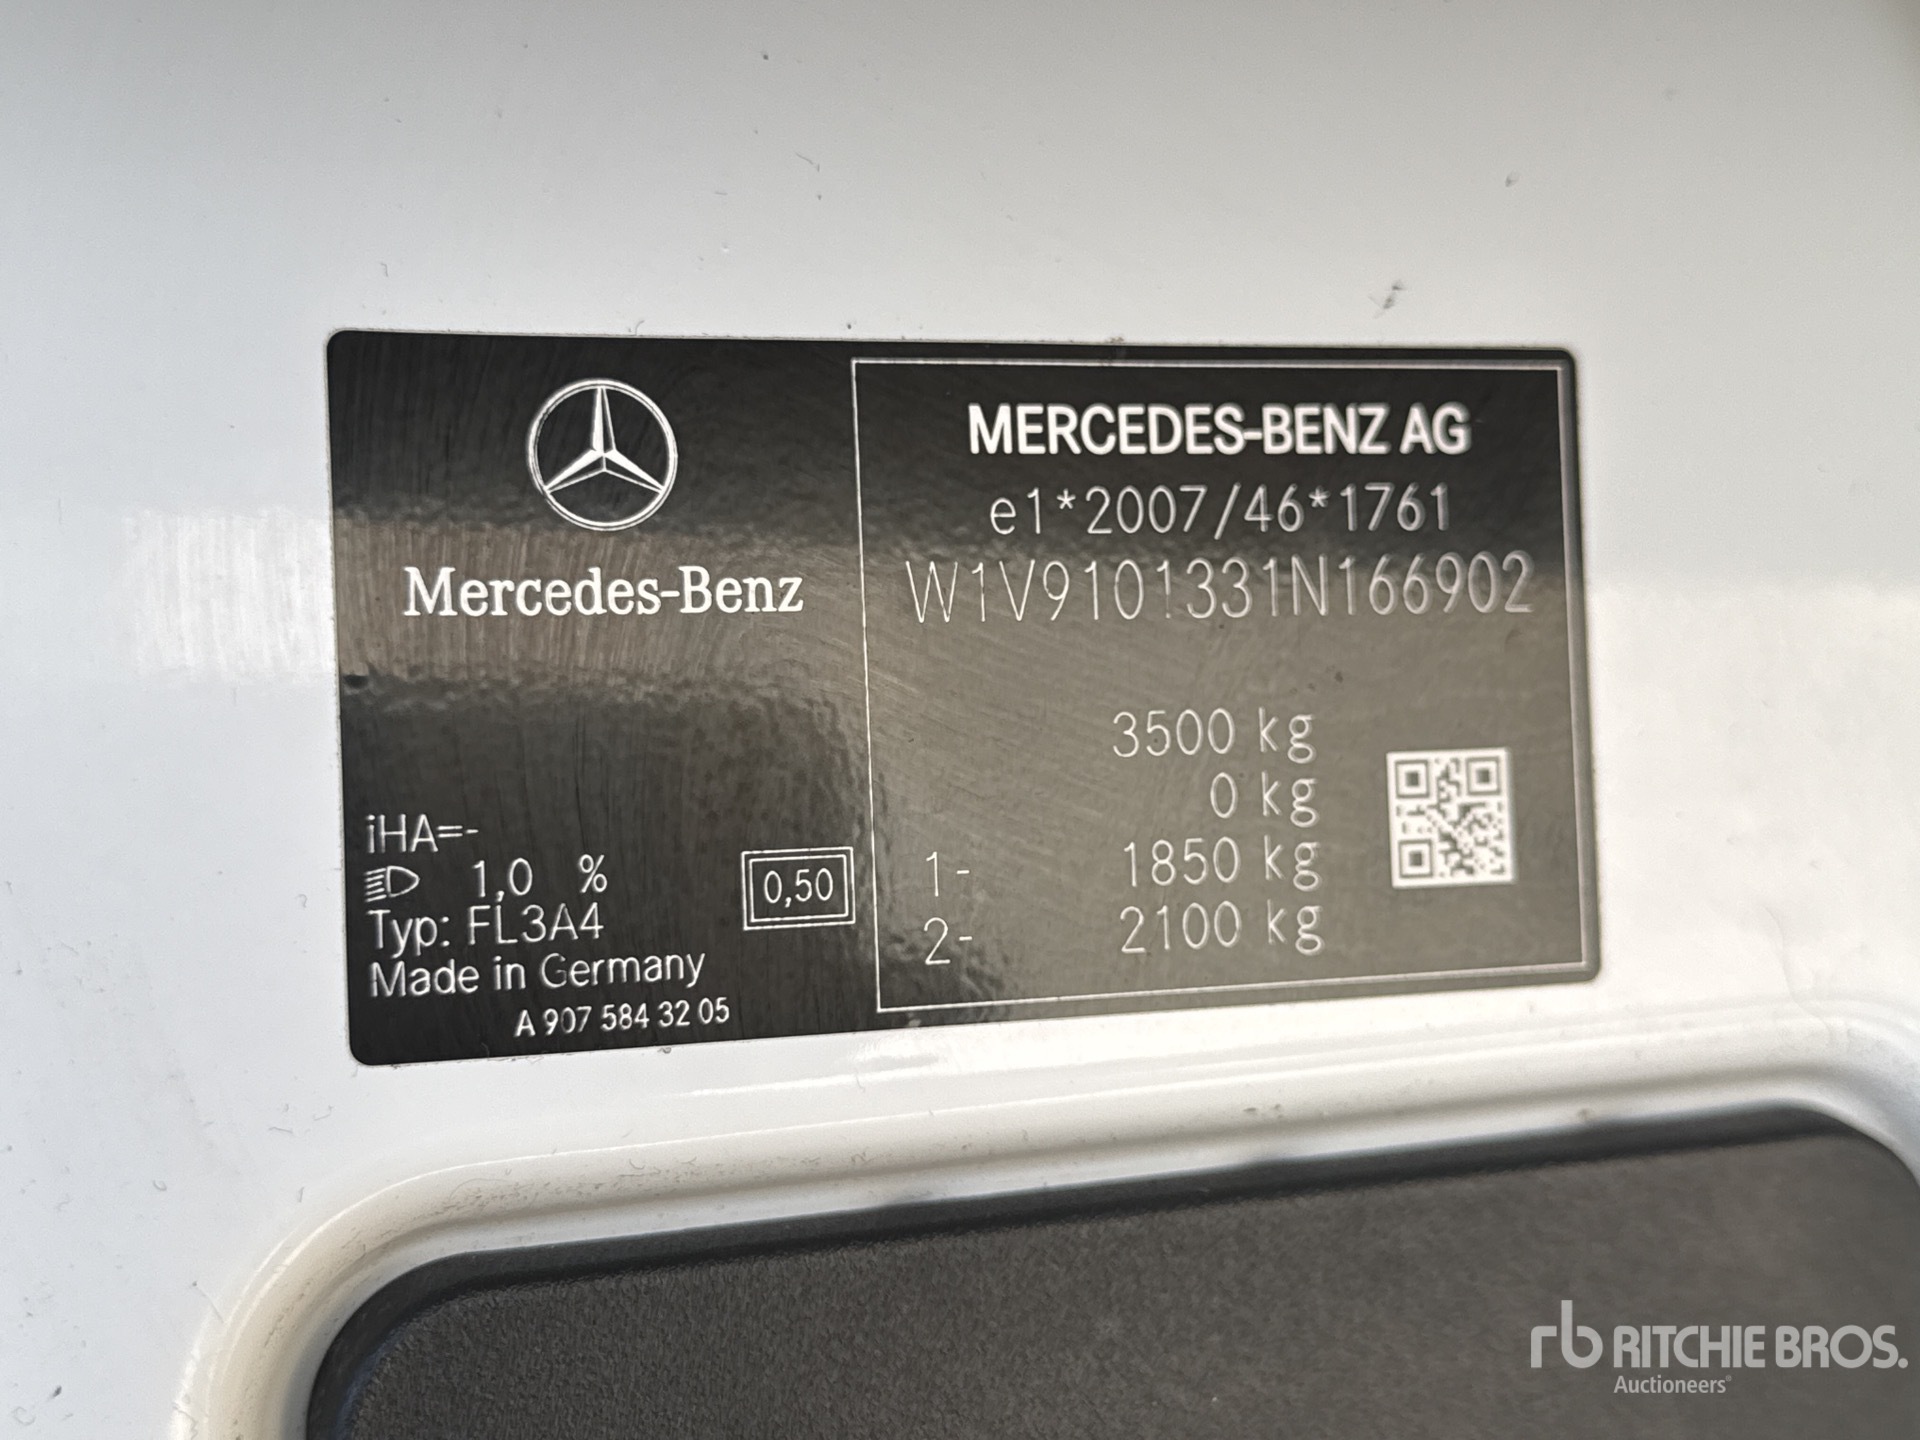 Mercedes-Benz
iHA=-
1,0 %
Typ: FL3A4
Made in Germany
A 907 584 32 05
0,50
MERCEDES-BENZ AG
e1*2007/46*1761
W1V9101331N166902
3500 kg
0 kg
1- 1850 kg
2- 2100 kg
rb RITCHIE BROS.
Auctioneers